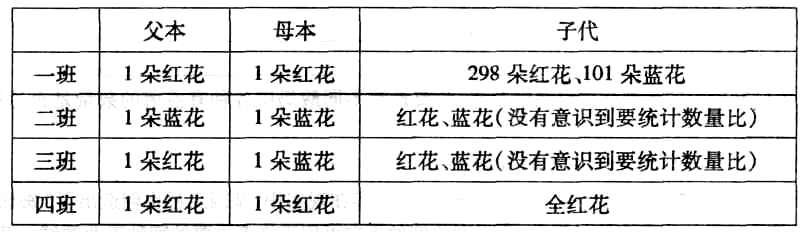 父本 母本 子代
一班 1朵红花 1朵红花 298朵红花、101朵蓝花
二班 1朵蓝花 1朵蓝花 红花、蓝花(没有意识到要统计数量比)
三班 1朵红花 1朵蓝花 红花、蓝花(没有意识到要统计数量比)
四班 1朵红花 1朵红花 全红花